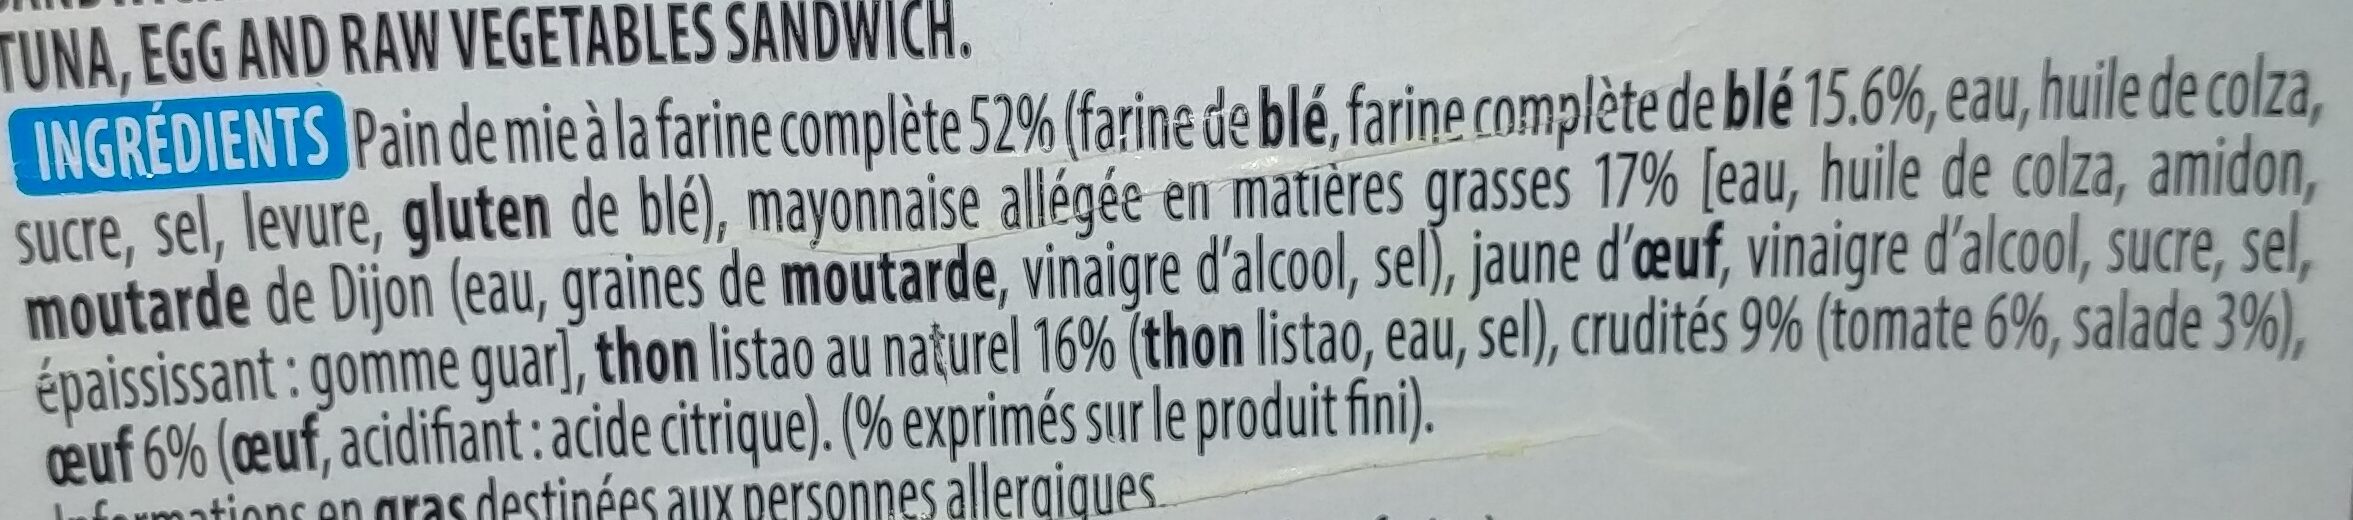 TUNA, EGG AND RAW VEGETABLES SANDWICH.
INGRÉDIENTS Pain de mie à la farine complète 52% (farine de blé, farine complète de blé 15.6%, eau, huile de colza,
sucre, sel, levure, gluten de blé), mayonnaise allégée en matières grasses 17% [eau, huile de colza, amidon,
moutarde de Dijon (eau, graines de moutarde, vinaigre d'alcool, sel), jaune d'œuf, vinaigre d'alcool, sucre, sel,
épaississant : gomme guar], thon listao au naturel 16% (thon listao, eau, sel), crudités 9% (tomate 6%, salade 3%),
œuf 6% (œuf, acidifiant : acide citrique). (% exprimés sur le produit fini).
Informations en gras destinées aux personnes allergiques.